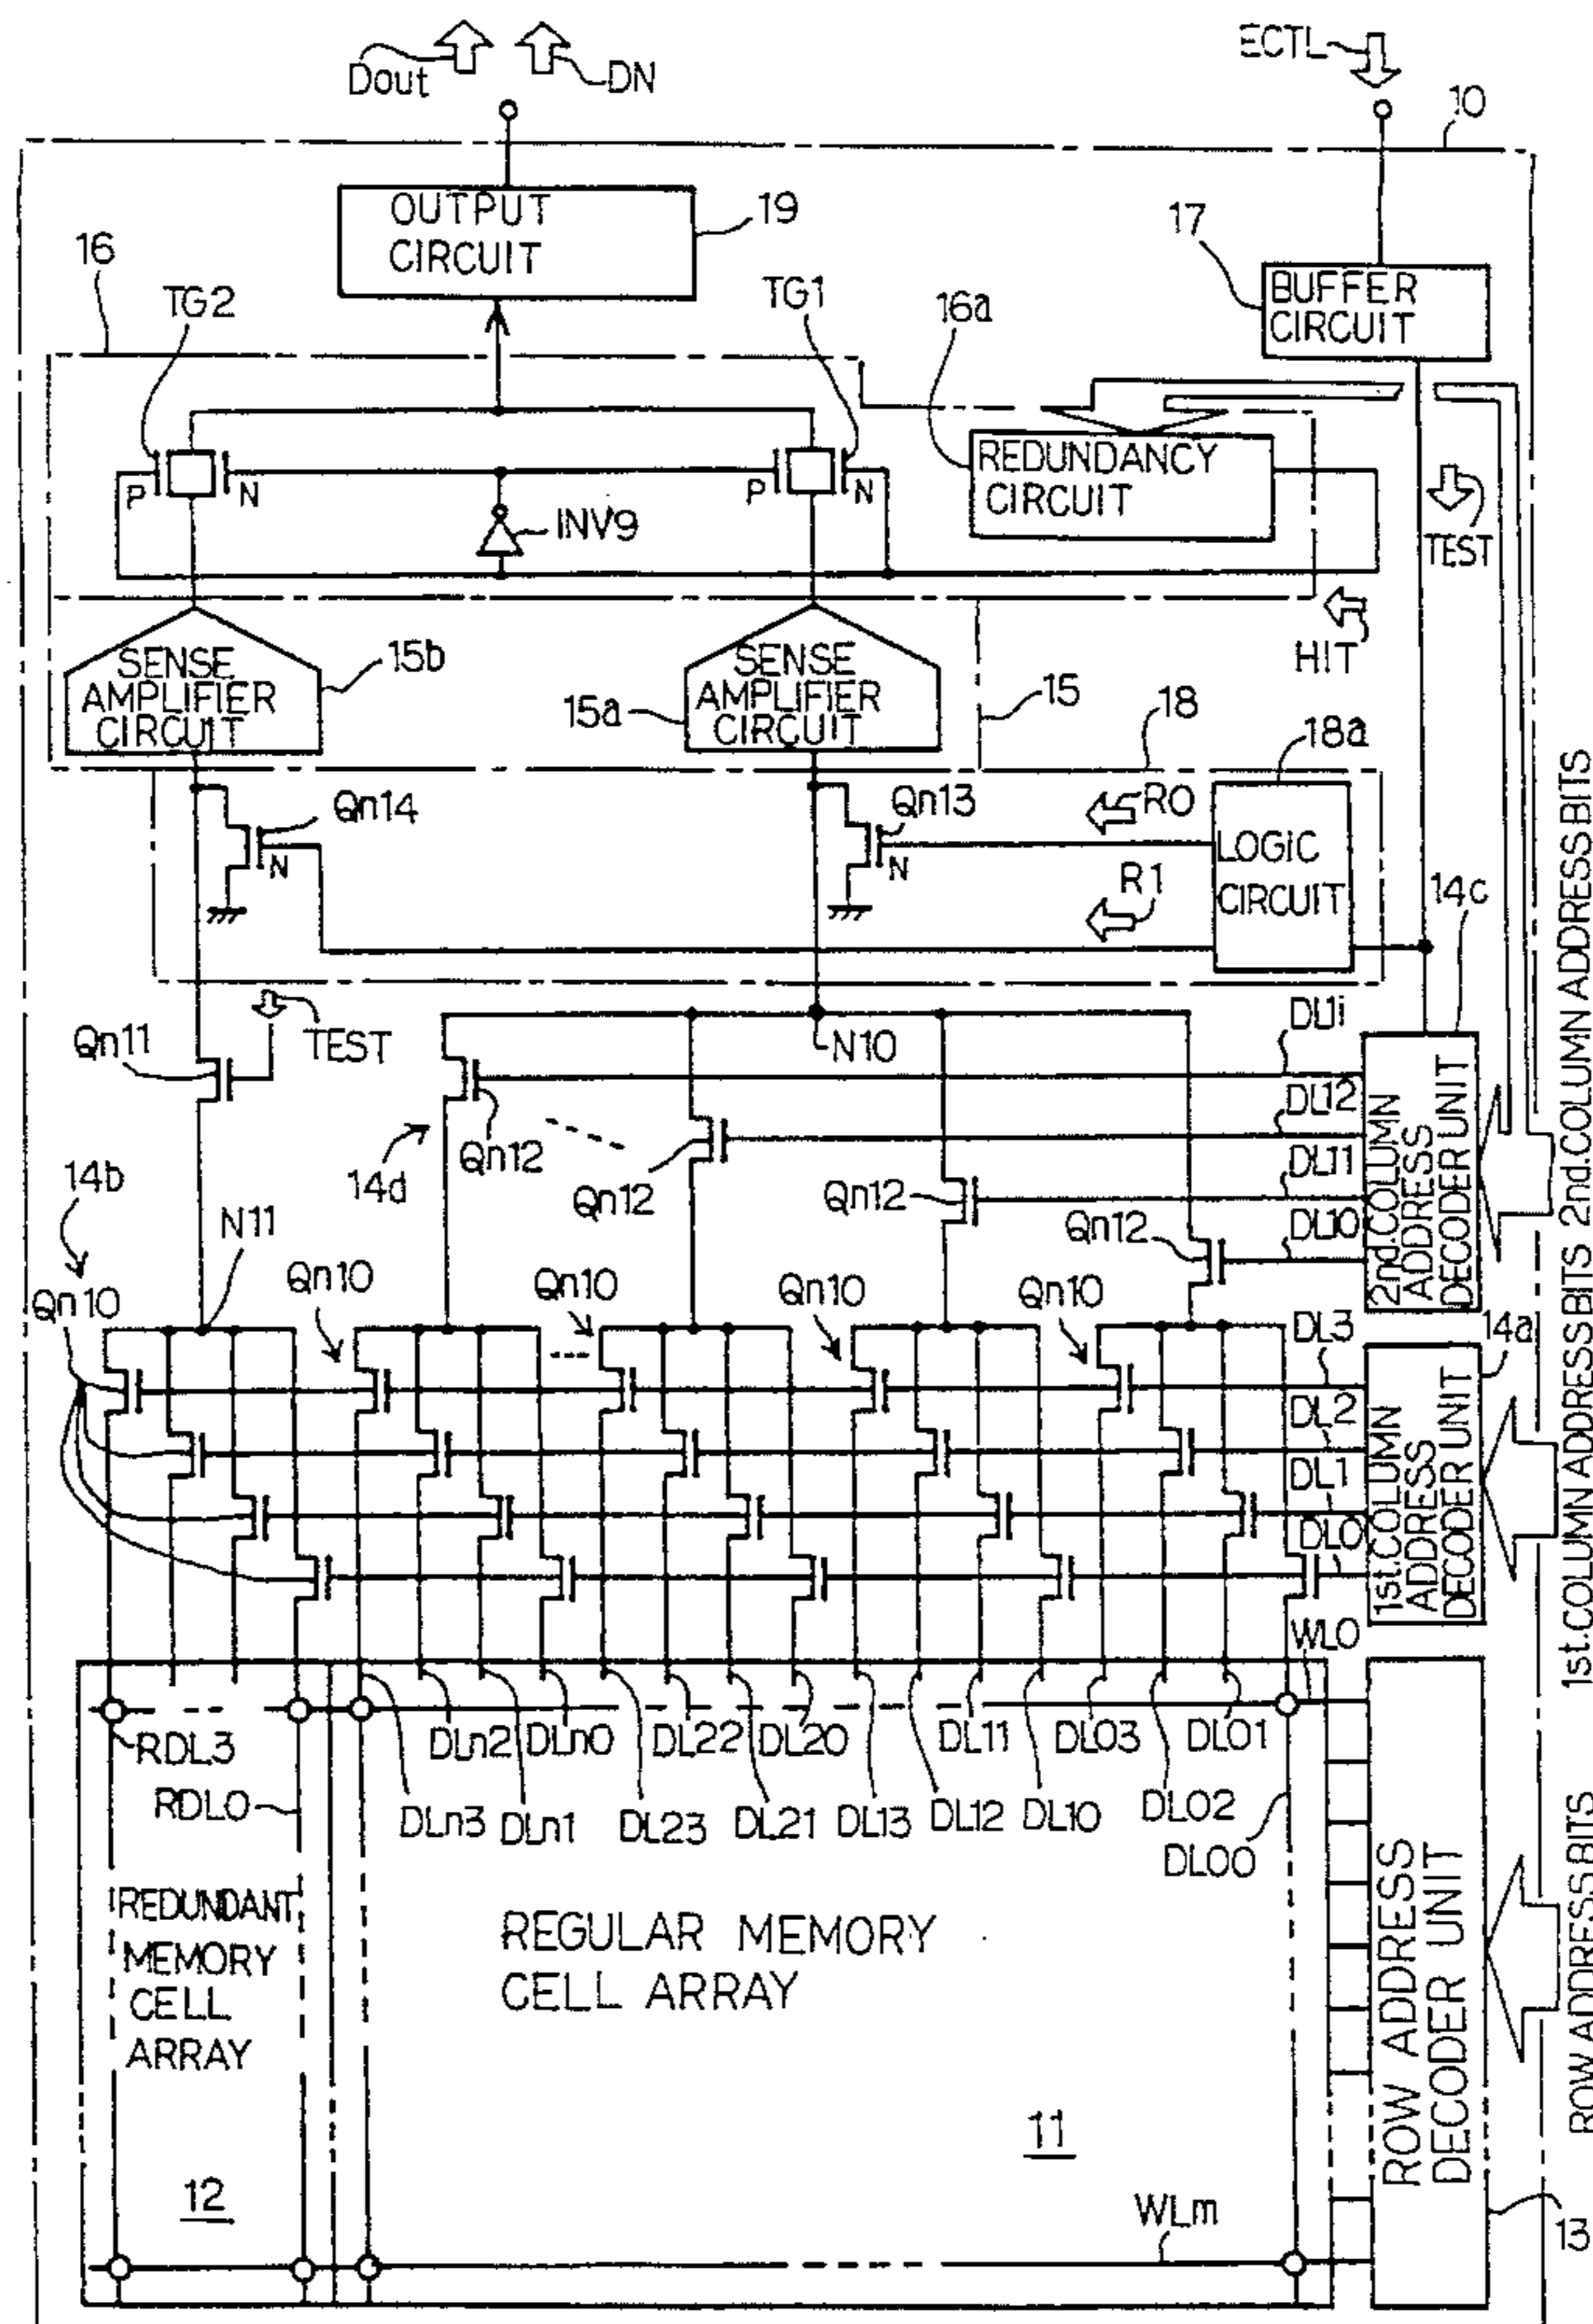 Dout
DN
ECTL
10
OUTPUT
CIRCUIT
19
17
BUFFER
CIRCUIT
16
TG2
TG1
16a
REDUNDANCY
CIRCUIT
P
N
P
N
INV9
TEST
HIT
SENSE
AMPLIFIER
CIRCUIT
15b
SENSE
AMPLIFIER
CIRCUIT
15a
15
18
18a
Qn14
N
Qn13
N
R0
R1
LOGIC
CIRCUIT
14c
TEST
Qn11
N10
DL1i
DL12
DL11
DL10
Qn12
Qn12
Qn12
Qn12
14d
2nd.COLUMN
ADDRESS
DECODER UNIT
2nd.COLUMN ADDRESS BITS
14b
N11
Qn10
Qn10
Qn10
Qn10
Qn10
DL3
DL2
DL1
DL0
14a
1st.COLUMN
ADDRESS
DECODER UNIT
1st.COLUMN ADDRESS BITS
WL0
RDL3
RDL0
DLn2
DLn0
DL22
DL20
DL11
DL03
DL01
DLn3
DLn1
DL23
DL21
DL13
DL12
DL10
DL02
DL00
REDUNDANT
MEMORY
CELL
ARRAY
12
REGULAR MEMORY
CELL ARRAY
11
WLm
ROW ADDRESS
DECODER UNIT
ROW ADDRESS BITS
13